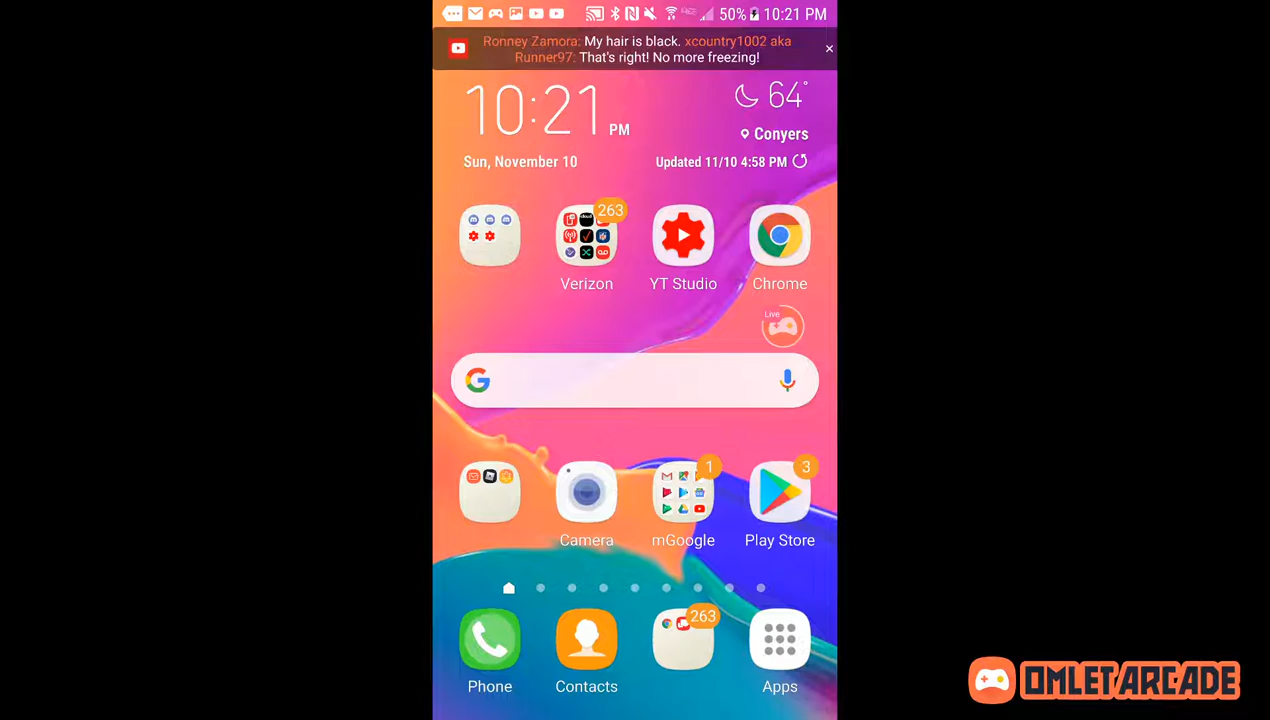 50% 10:21 PM
Ronney Zamora: My hair is black. xcountry1002 aka
Runner97: That's right! No more freezing!
10:21 PM
64°
Conyers
Sun, November 10
Updated 11/10 4:58 PM
263
Verizon
YT Studio
Chrome
Live
G
1
3
Camera
mGoogle
Play Store
263
Phone
Contacts
Apps
OMLET ARCADE